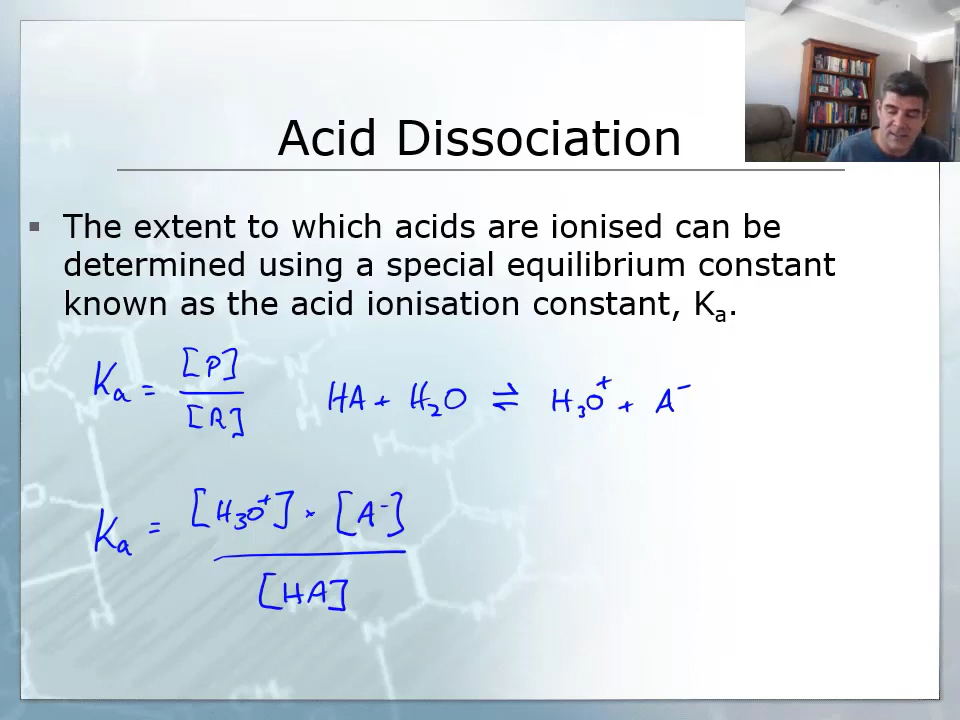 Acid Dissociation
▪ The extent to which acids are ionised can be
determined using a special equilibrium constant
known as the acid ionisation constant, Kₐ.
Kₐ = [P] / [R]
HA + H₂O ⇌ H₃O⁺ + A⁻
Kₐ = [H₃O⁺] × [A⁻] / [HA]